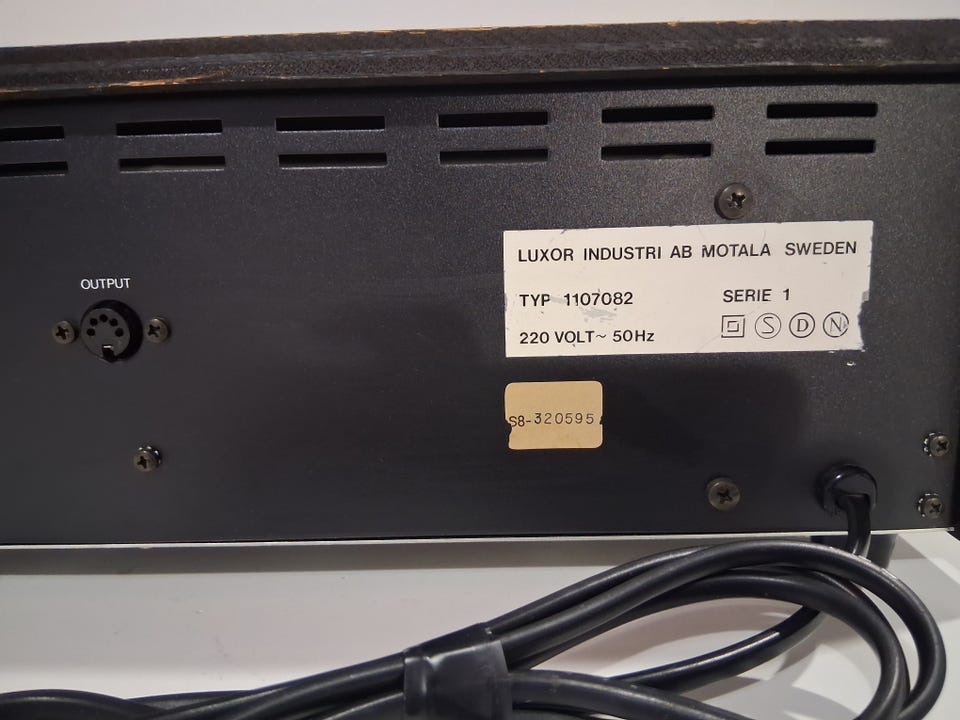 OUTPUT
LUXOR INDUSTRI AB MOTALA SWEDEN
TYP 1107082 SERIE 1
220 VOLT~ 50Hz S D N
S8-320595